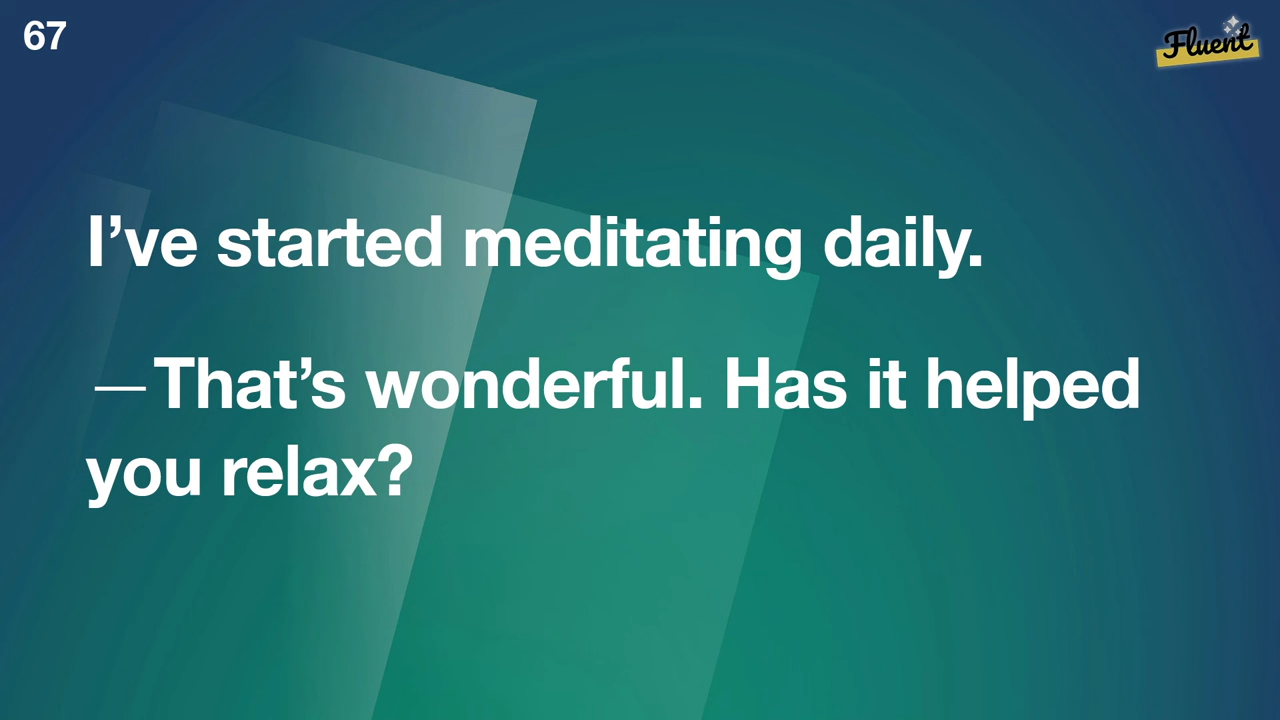 67
Fluent
I’ve started meditating daily.
—That’s wonderful. Has it helped
you relax?